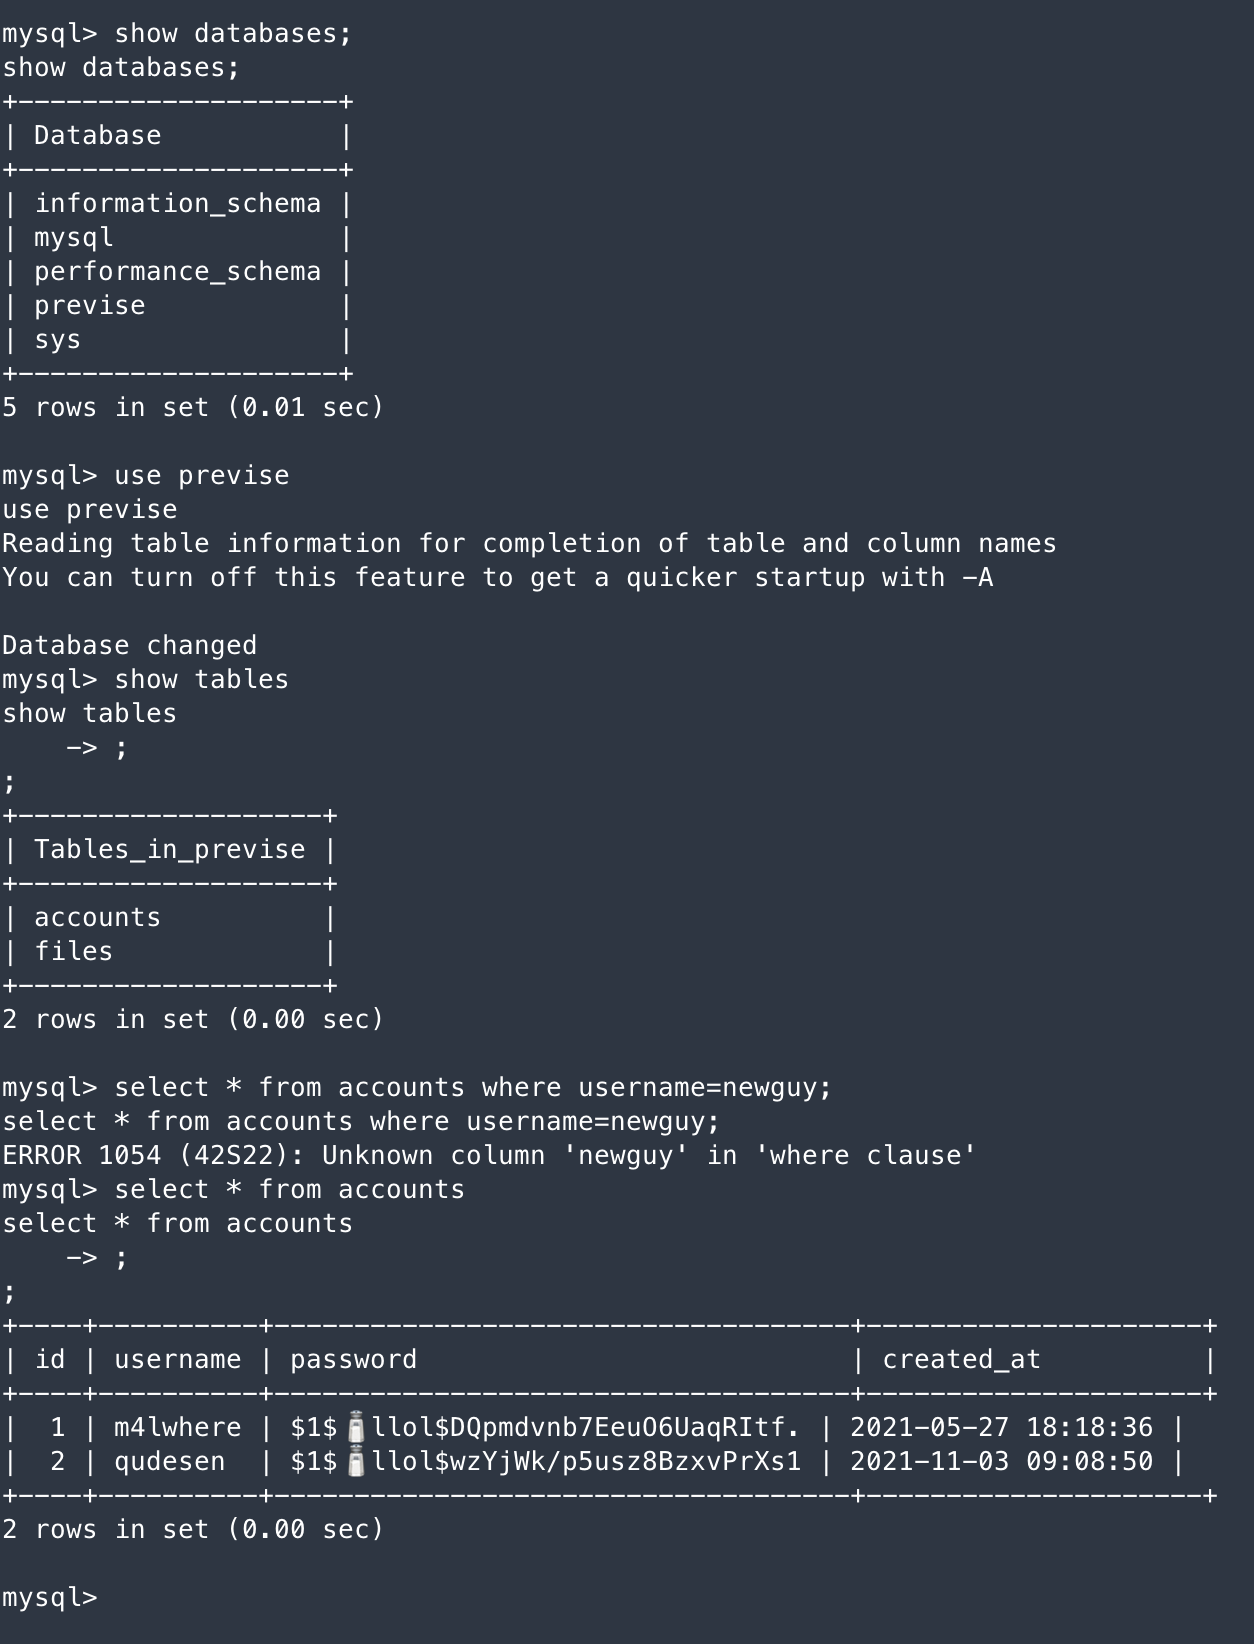 mysql> show databases;
show databases;
+--------------------+
| Database           |
+--------------------+
| information_schema |
| mysql              |
| performance_schema |
| previse            |
| sys                |
+--------------------+
5 rows in set (0.01 sec)
mysql> use previse
use previse
Reading table information for completion of table and column names
You can turn off this feature to get a quicker startup with -A
Database changed
mysql> show tables
show tables
    -> ;
;
+-------------------+
| Tables_in_previse |
+-------------------+
| accounts          |
| files             |
+-------------------+
2 rows in set (0.00 sec)
mysql> select * from accounts where username=newguy;
select * from accounts where username=newguy;
ERROR 1054 (42S22): Unknown column 'newguy' in 'where clause'
mysql> select * from accounts
select * from accounts
    -> ;
;
+----+----------+------------------------------------+---------------------+
| id | username | password                           | created_at          |
+----+----------+------------------------------------+---------------------+
|  1 | m4lwhere | $1$🧂llol$DQpmdvnb7EeuO6UaqRItf. | 2021-05-27 18:18:36 |
|  2 | qudesen  | $1$🧂llol$wzYjWk/p5usz8BzxvPrXs1 | 2021-11-03 09:08:50 |
+----+----------+------------------------------------+---------------------+
2 rows in set (0.00 sec)
mysql>